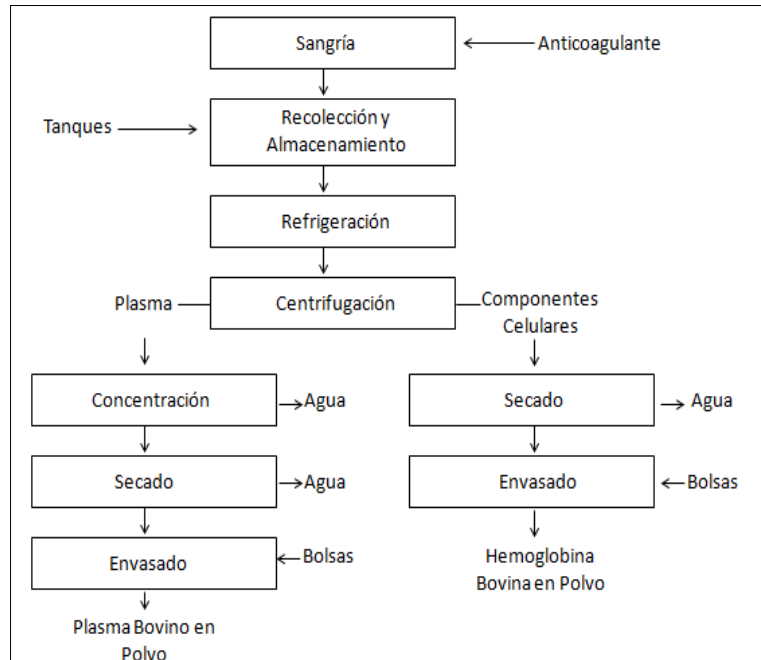 Sangría
Anticoagulante
Tanques
Recolección y
Almacenamiento
Refrigeración
Plasma
Centrifugación
Componentes
Celulares
Concentración
Agua
Secado
Agua
Secado
Agua
Envasado
Bolsas
Envasado
Bolsas
Hemoglobina
Bovina en Polvo
Plasma Bovino en
Polvo